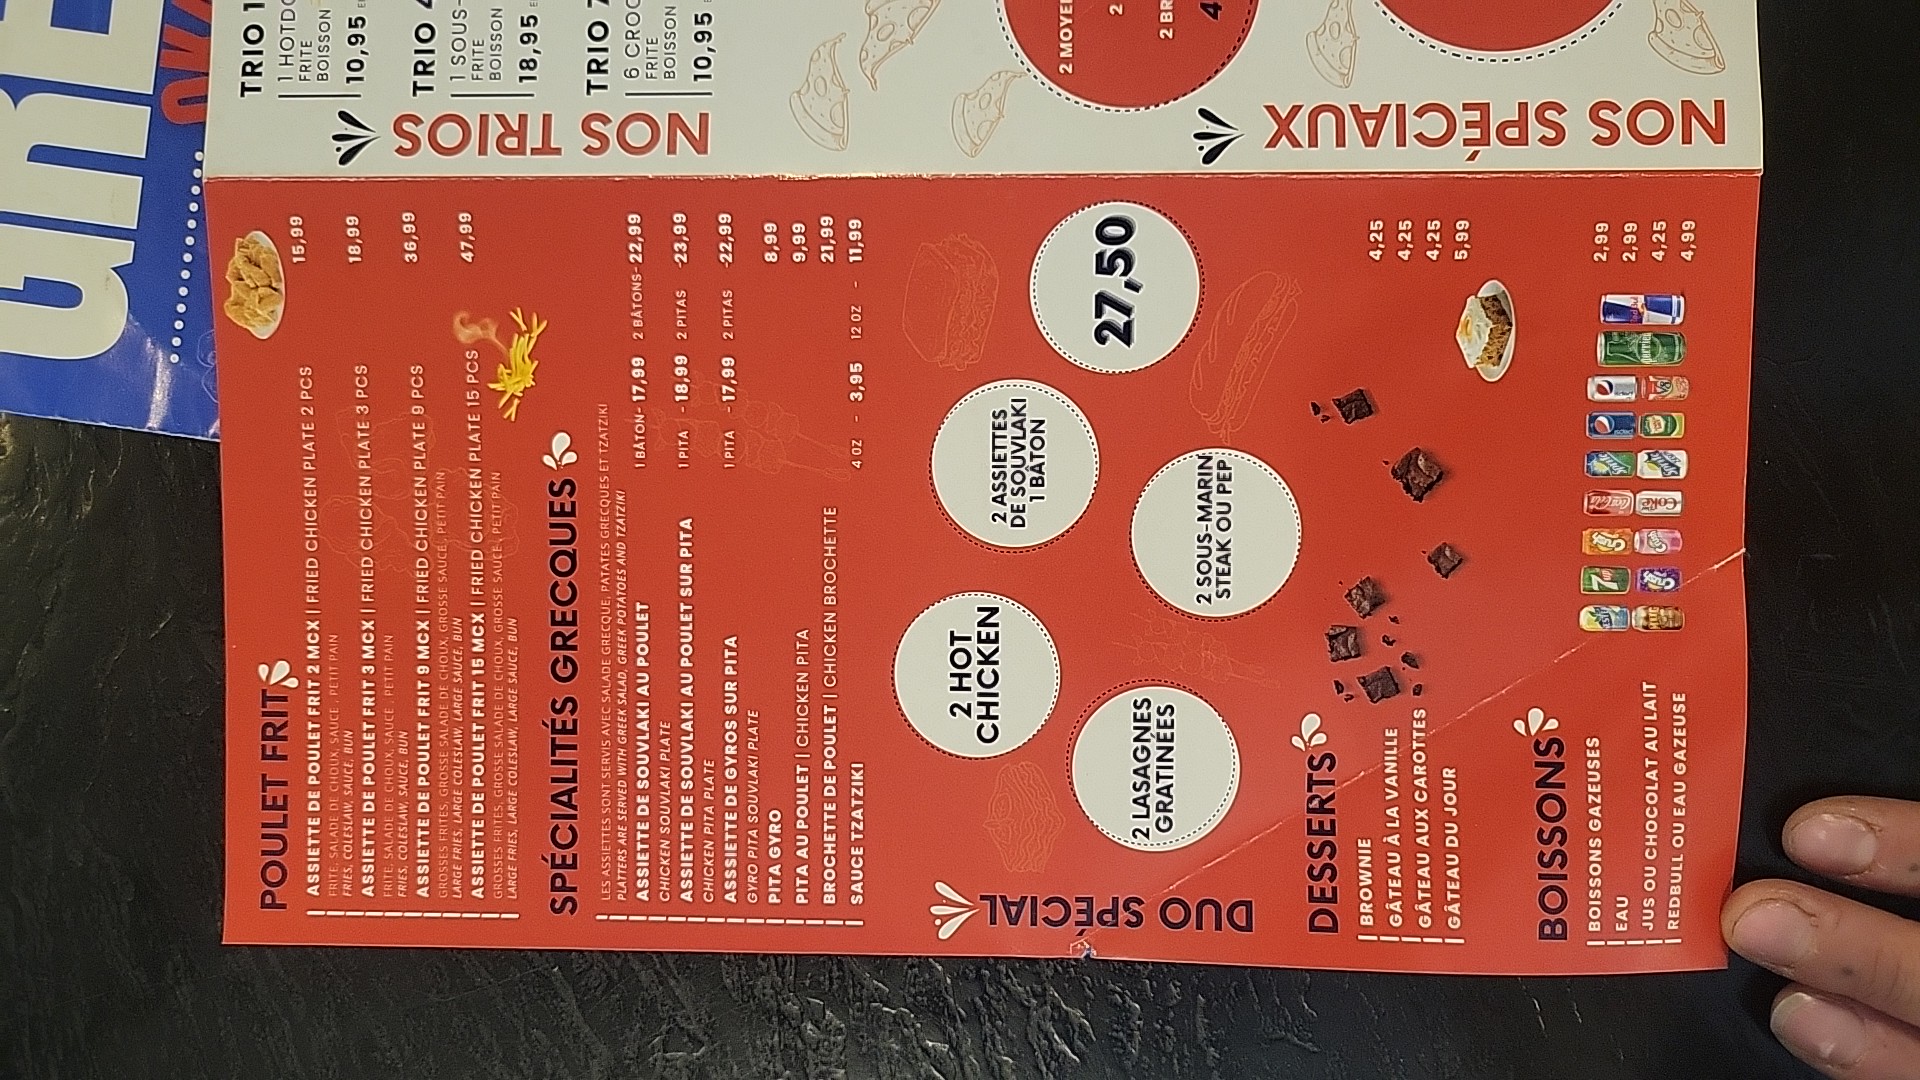 POULET FRIT
ASSIETTE DE POULET FRIT 2 MCX | FRIED CHICKEN PLATE 2 PCS 15,99
FRITE, SALADE DE CHOUX, SAUCE, PETIT PAIN
FRIES, COLESLAW, SAUCE, BUN
ASSIETTE DE POULET FRIT 3 MCX | FRIED CHICKEN PLATE 3 PCS 18,99
FRITE, SALADE DE CHOUX, SAUCE, PETIT PAIN
FRIES, COLESLAW, SAUCE, BUN
ASSIETTE DE POULET FRIT 9 MCX | FRIED CHICKEN PLATE 9 PCS 36,99
GROSSES FRITES, GROSSE SALADE DE CHOUX, GROSSE SAUCE, PETIT PAIN
LARGE FRIES, LARGE COLESLAW, LARGE SAUCE, BUN
ASSIETTE DE POULET FRIT 15 MCX | FRIED CHICKEN PLATE 15 PCS 47,99
GROSSES FRITES, GROSSE SALADE DE CHOUX, GROSSE SAUCE, PETIT PAIN
LARGE FRIES, LARGE COLESLAW, LARGE SAUCE, BUN
SPÉCIALITÉS GRECQUES
LES ASSIETTES SONT SERVIS AVEC SALADE GRECQUE, PATATES GRECQUES ET TZATZIKI
PLATTERS ARE SERVED WITH GREEK SALAD, GREEK POTATOES AND TZATZIKI
ASSIETTE DE SOUVLAKI AU POULET 1 BÂTON- 17,99 2 BÂTONS- 22,99
CHICKEN SOUVLAKI PLATE
ASSIETTE DE SOUVLAKI AU POULET SUR PITA 1 PITA - 18,99 2 PITAS -23,99
CHICKEN PITA PLATE
ASSSIETTE DE GYROS SUR PITA 1 PITA - 17,99 2 PITAS -22,99
GYRO PITA SOUVLAKI PLATE
PITA GYRO 8,99
PITA AU POULET | CHICKEN PITA 9,99
BROCHETTE DE POULET | CHICKEN BROCHETTE 21,99
SAUCE TZATZIKI 4 OZ - 3,95 12 OZ - 11,99
DUO SPÉCIAL
2 HOT
CHICKEN
2 ASSIETTES
DE SOUVLAKI
1 BÂTON
27,50
2 LASAGNES
GRATINÉES
2 SOUS-MARIN
STEAK OU PEP
DESSERTS
BROWNIE 4,25
GÂTEAU À LA VANILLE 4,25
GÂTEAU AUX CAROTTES 4,25
GÂTEAU DU JOUR 5,99
BOISSONS
BOISSONS GAZEUSES 2,99
EAU 2,99
JUS OU CHOCOLAT AU LAIT 4,25
REDBULL OU EAU GAZEUSE 4,99
NOS TRIOS
TRIO 1
1 HOTDO
FRITE
BOISSON
10,95
TRIO 4
1 SOUS-
FRITE
BOISSON
18,95
TRIO 7
6 CROQ
FRITE
BOISSON
10,95
NOS SPÉCIAUX
2 MOYE
2
2 BR
4